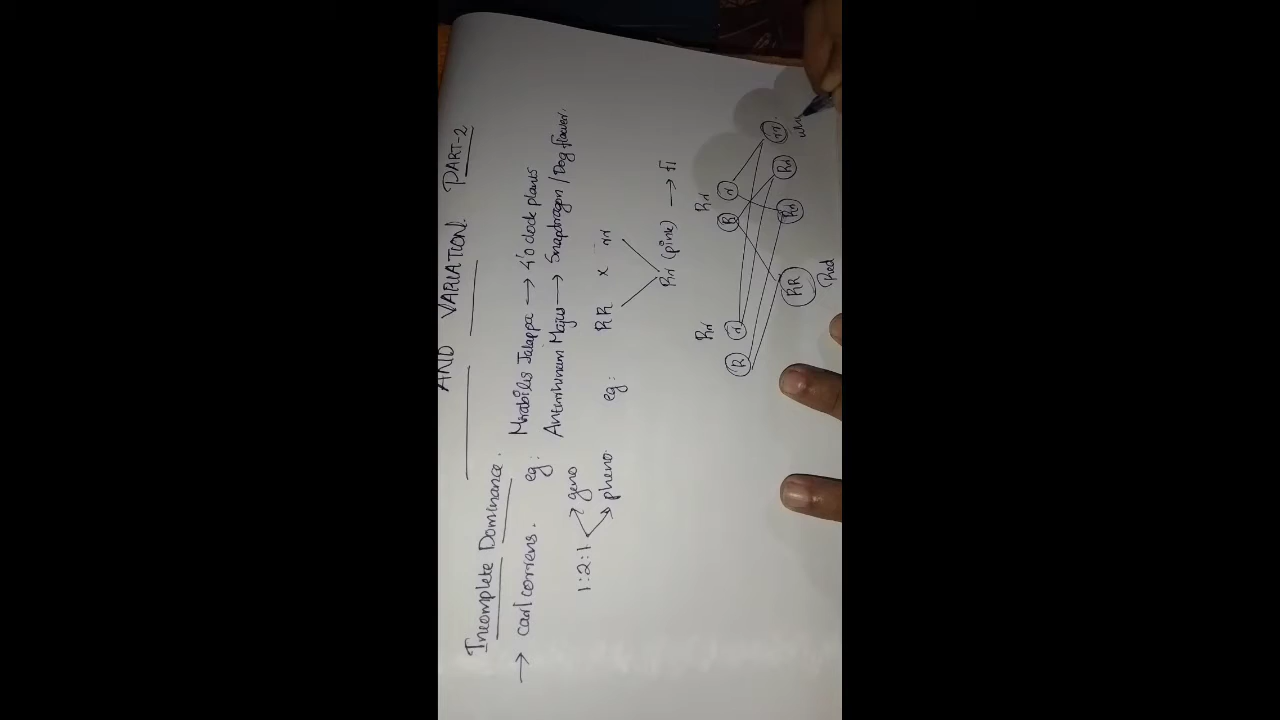 AND VARIATION. PART-2
Incomplete Dominance.
→ carl correns. eg: Mirabilis Jalappa → 4'o clock plants
Antirrhinum Majus → Snapdragon / Dog flower.
1:2:1 → geno
→ pheno.
eg: RR x rr
Rr (pink) → f1
Rr Rr
R r R r
RR Rr Rr rr
Red whi